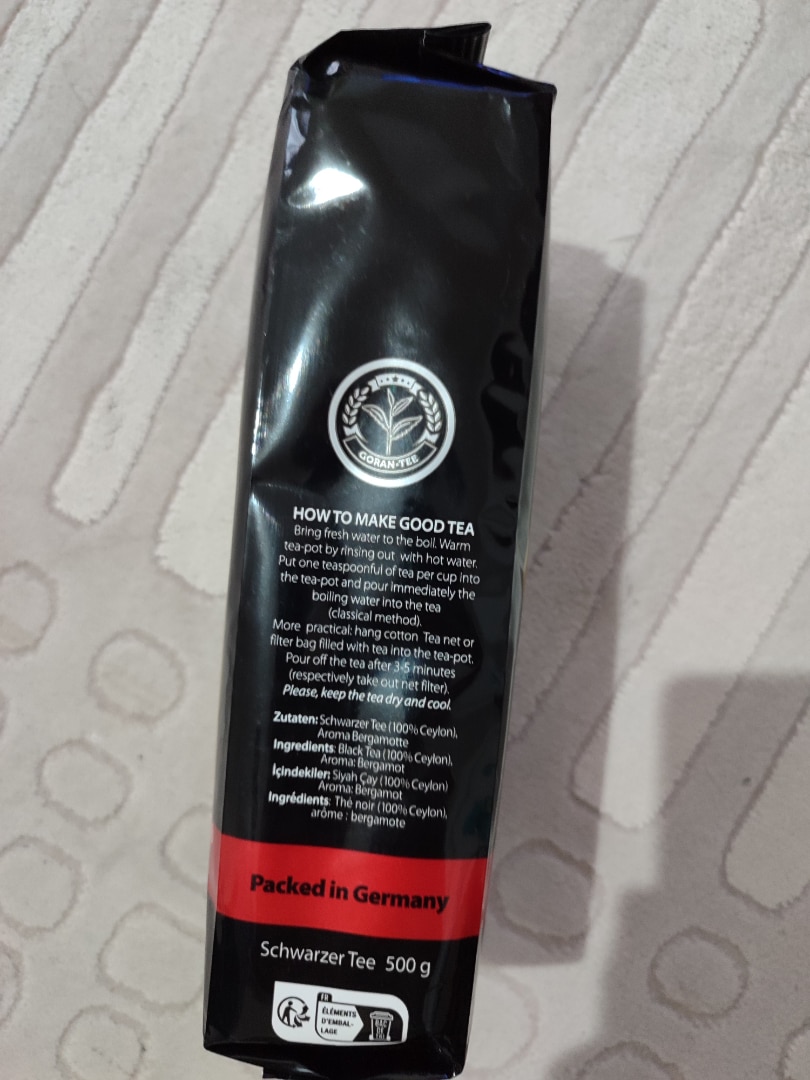 GORAN-TEE
HOW TO MAKE GOOD TEA
Bring fresh water to the boil. Warm
tea-pot by rinsing out with hot water.
Put one teaspoonful of tea per cup into
the tea-pot and pour immediately the
boiling water into the tea
(classical method).
More practical: hang cotton Tea net or
filter bag filled with tea into the tea-pot.
Pour off the tea after 3-5 minutes
(respectively take out net filter).
Please, keep the tea dry and cool.
Zutaten: Schwarzer Tee (100% Ceylon),
Aroma Bergamotte
Ingredients: Black Tea (100% Ceylon),
Aroma: Bergamot
İçindekiler: Siyah Çay (100% Ceylon)
Aroma: Bergamot
Ingrédients: Thé noir (100% Ceylon),
arôme : bergamote
Packed in Germany
Schwarzer Tee 500 g
FR
ÉLÉMENTS
D'EMBAL-
LAGE
BAC
DE
TRI